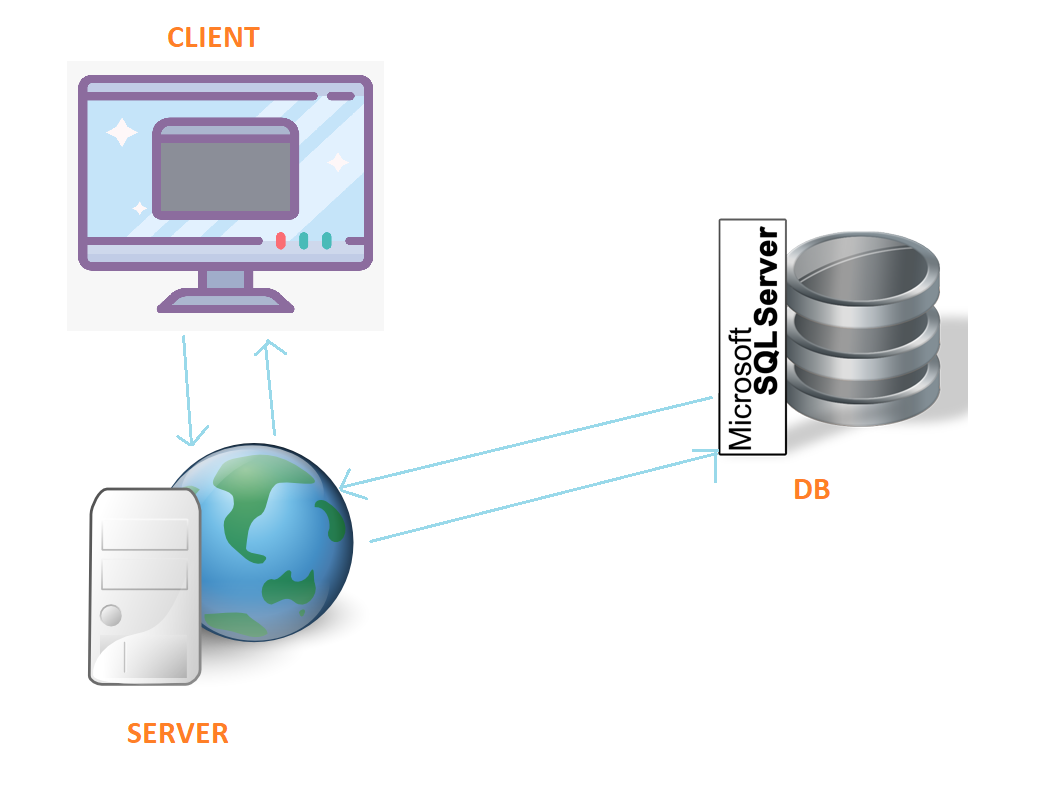 CLIENT
Microsoft
SQL Server
DB
SERVER